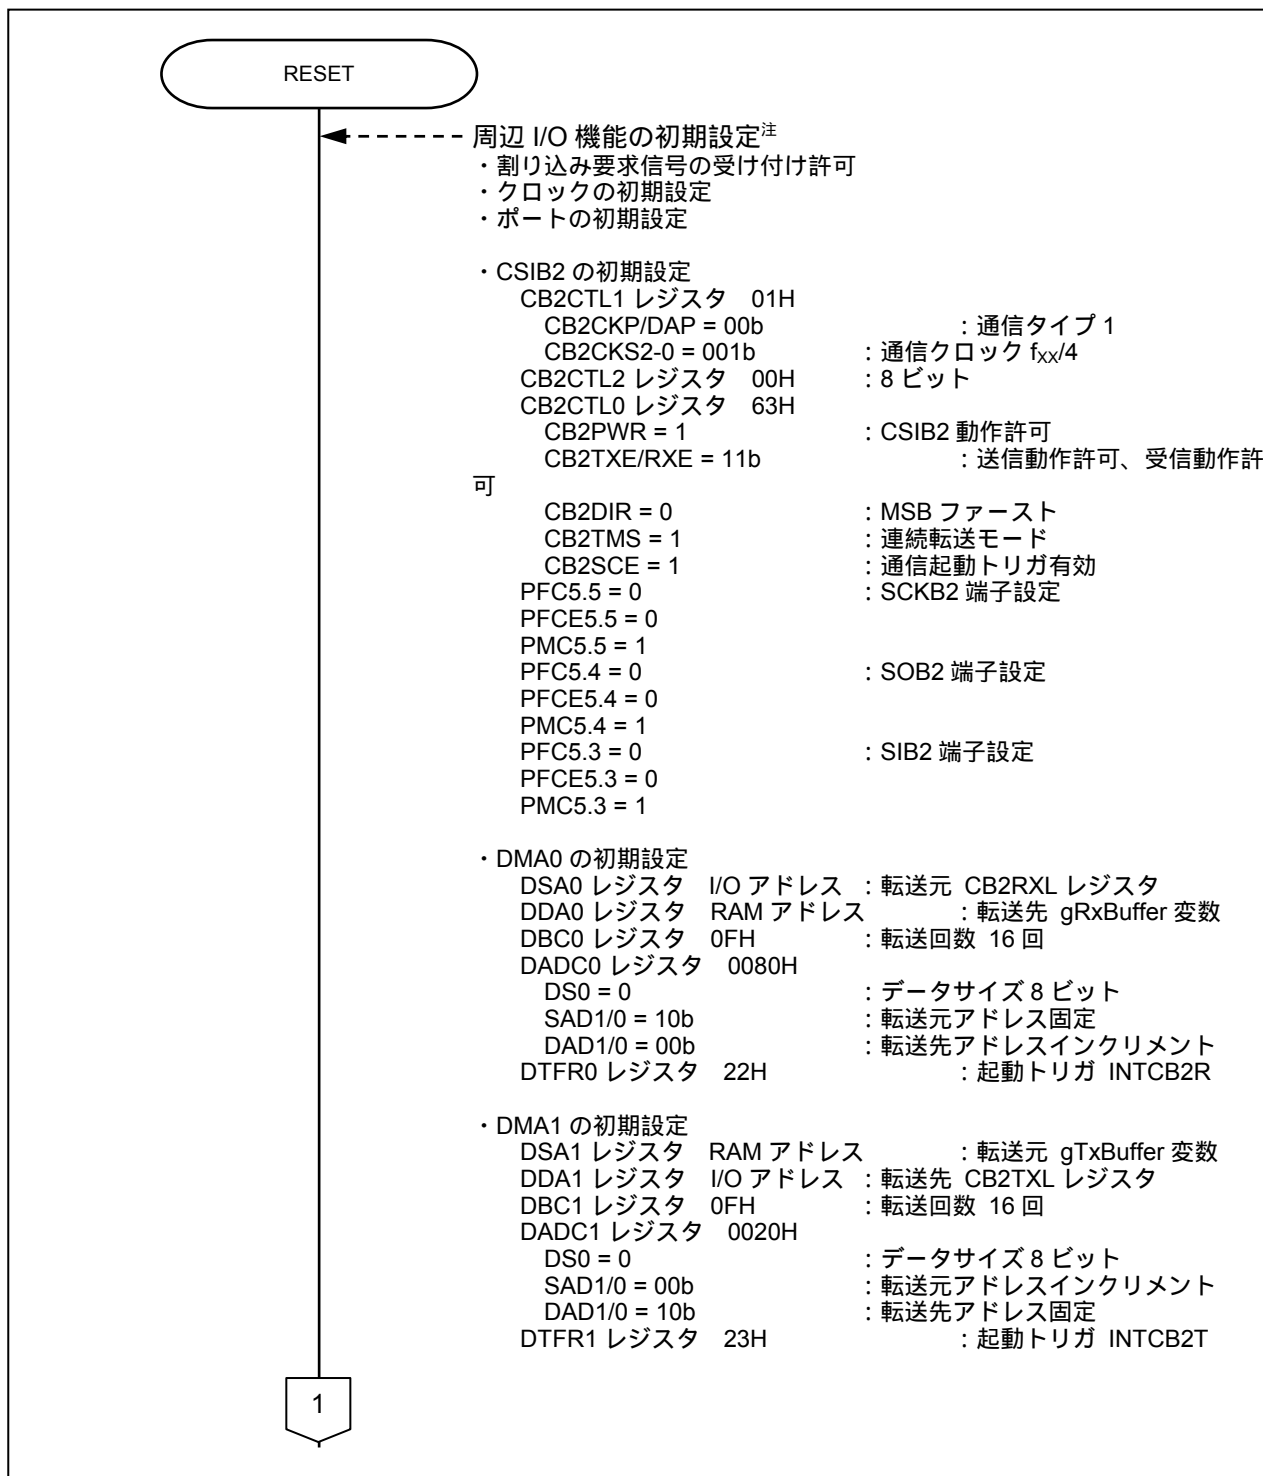 RESET
周辺 I/O 機能の初期設定注
・割り込み要求信号の受け付け許可
・クロックの初期設定
・ポートの初期設定
・CSIB2 の初期設定
CB2CTL1 レジスタ 01H
CB2CKP/DAP = 00b :通信タイプ 1
CB2CKS2-0 = 001b :通信クロック fXX/4
CB2CTL2 レジスタ 00H :8 ビット
CB2CTL0 レジスタ 63H
CB2PWR = 1 :CSIB2 動作許可
CB2TXE/RXE = 11b :送信動作許可、受信動作許
可
CB2DIR = 0 :MSB ファースト
CB2TMS = 1 :連続転送モード
CB2SCE = 1 :通信起動トリガ有効
PFC5.5 = 0 :SCKB2 端子設定
PFCE5.5 = 0
PMC5.5 = 1
PFC5.4 = 0 :SOB2 端子設定
PFCE5.4 = 0
PMC5.4 = 1
PFC5.3 = 0 :SIB2 端子設定
PFCE5.3 = 0
PMC5.3 = 1
・DMA0 の初期設定
DSA0 レジスタ I/O アドレス :転送元 CB2RXL レジスタ
DDA0 レジスタ RAM アドレス :転送先 gRxBuffer 変数
DBC0 レジスタ 0FH :転送回数 16 回
DADC0 レジスタ 0080H
DS0 = 0 :データサイズ 8 ビット
SAD1/0 = 10b :転送元アドレス固定
DAD1/0 = 00b :転送先アドレスインクリメント
DTFR0 レジスタ 22H :起動トリガ INTCB2R
・DMA1 の初期設定
DSA1 レジスタ RAM アドレス :転送元 gTxBuffer 変数
DDA1 レジスタ I/O アドレス :転送先 CB2TXL レジスタ
DBC1 レジスタ 0FH :転送回数 16 回
DADC1 レジスタ 0020H
DS0 = 0 :データサイズ 8 ビット
SAD1/0 = 00b :転送元アドレスインクリメント
DAD1/0 = 10b :転送先アドレス固定
DTFR1 レジスタ 23H :起動トリガ INTCB2T
1